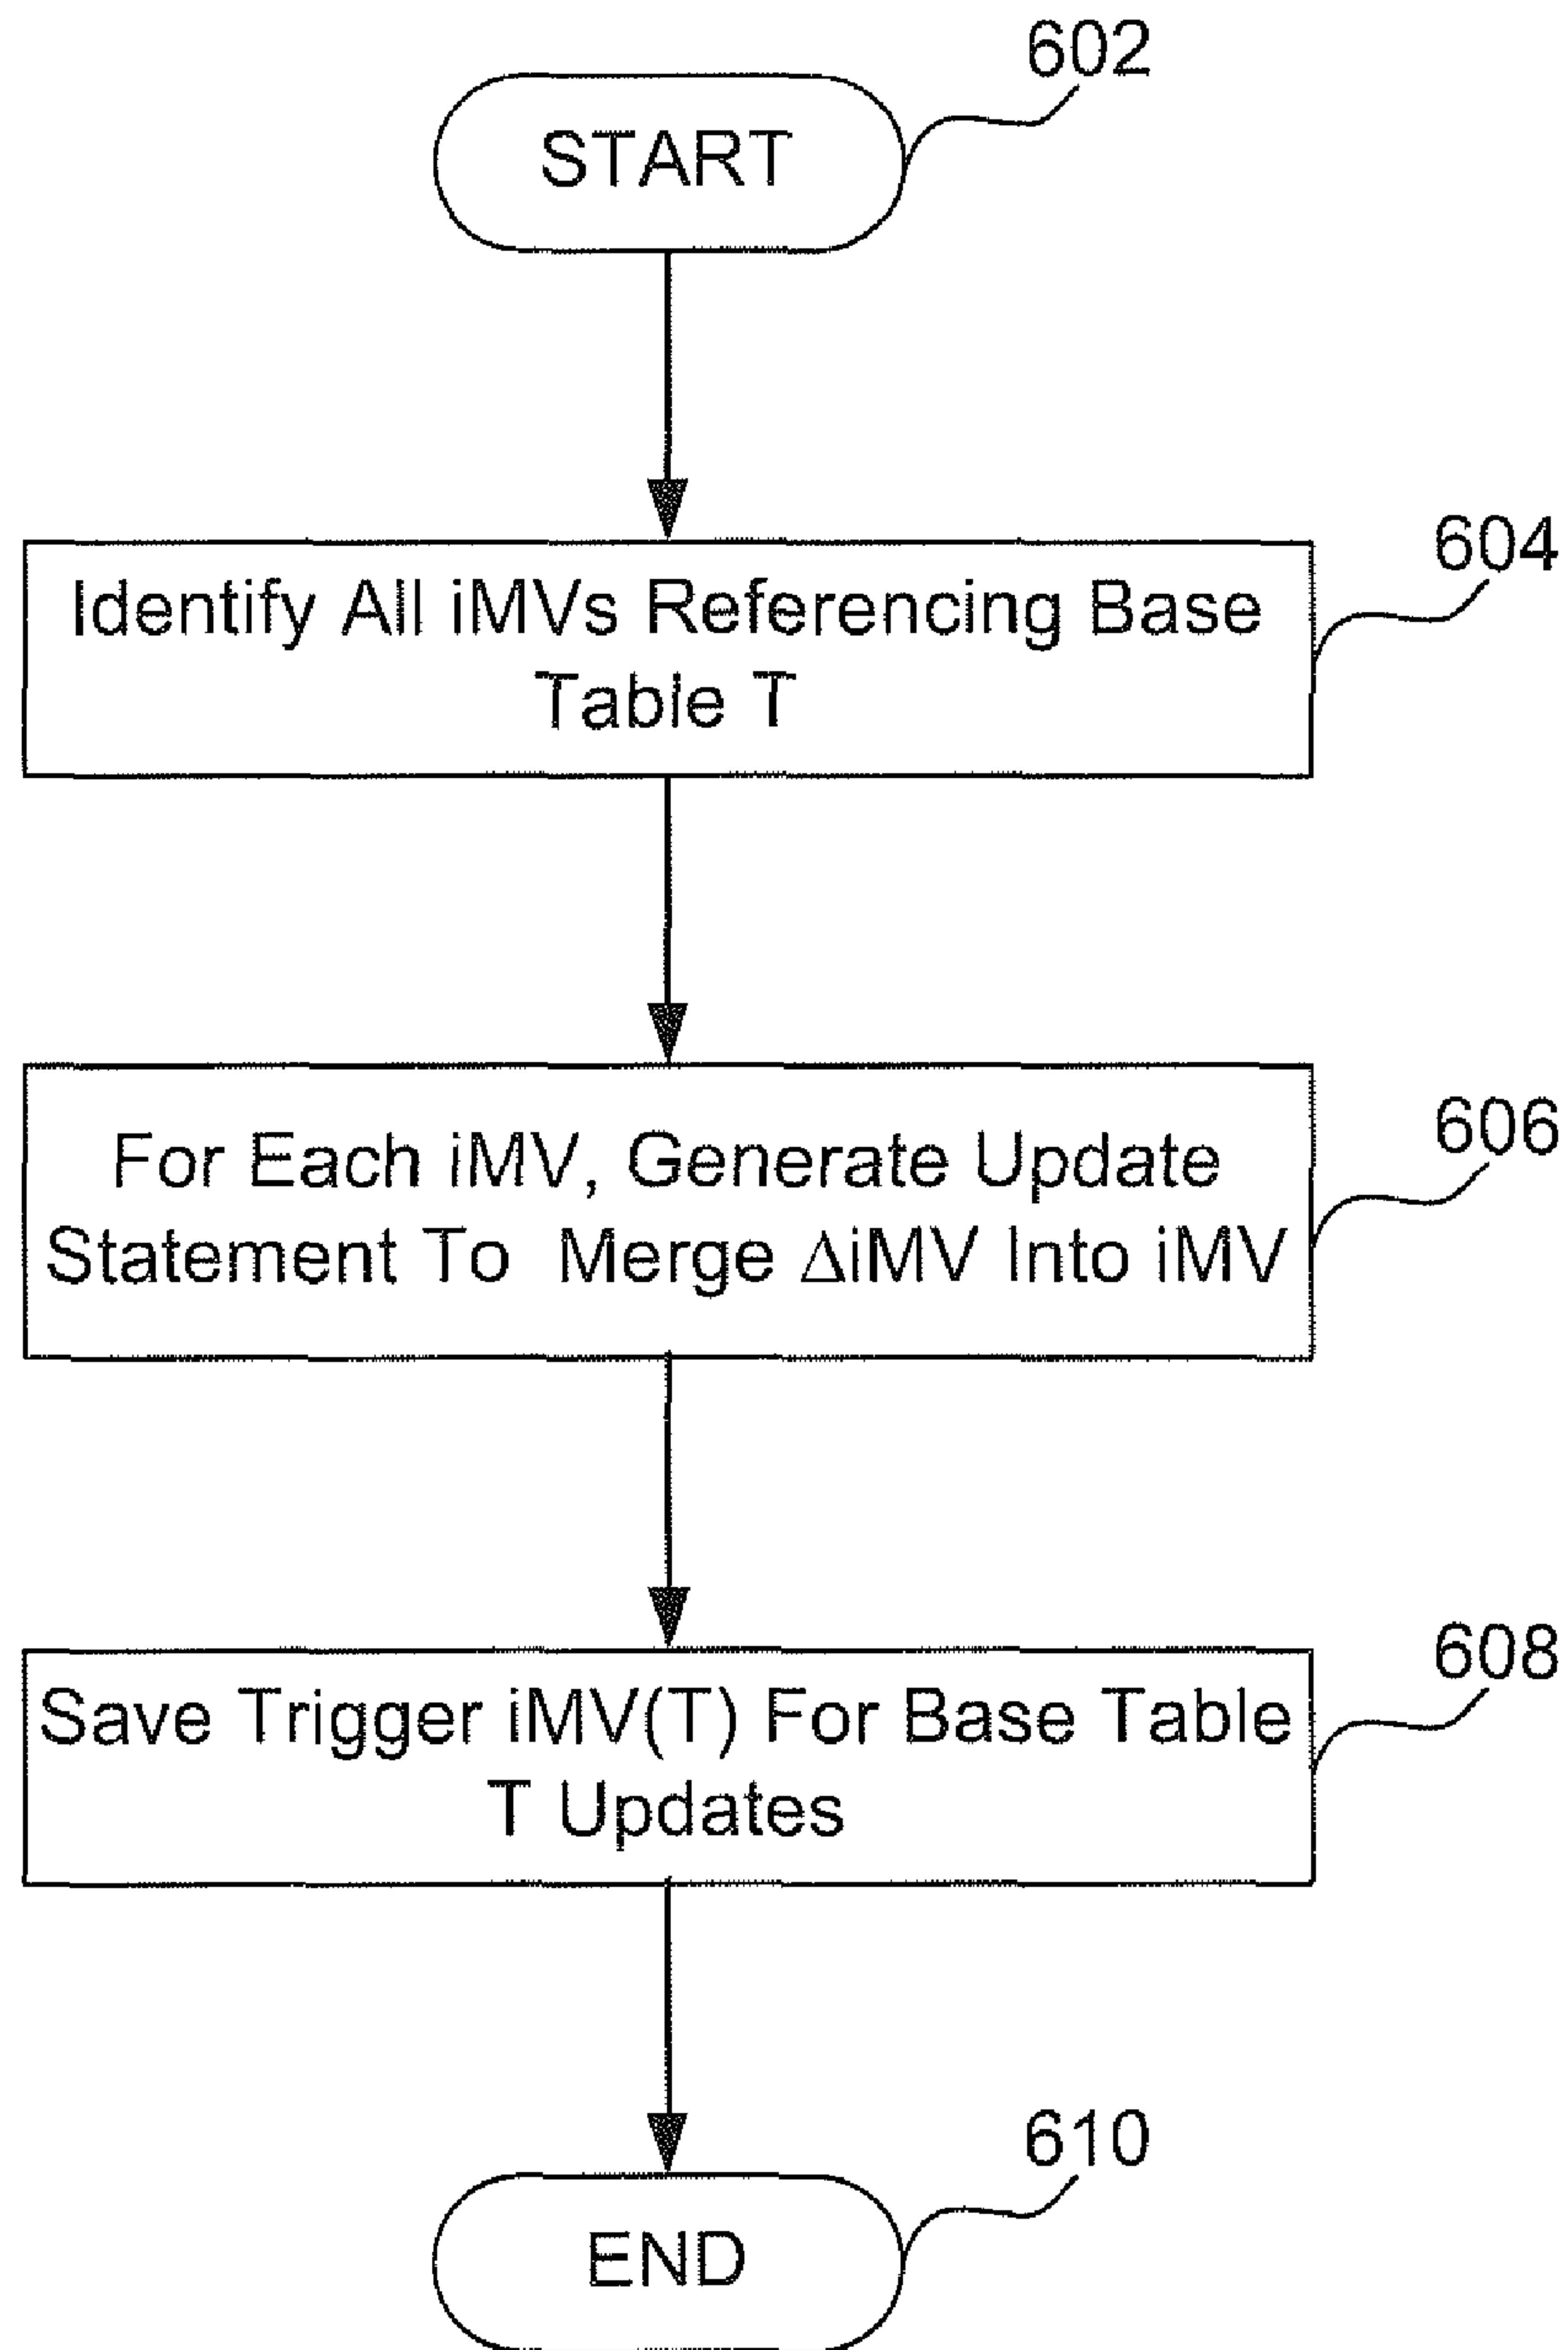 602
START
604
Identify All iMVs Referencing Base
Table T
606
For Each iMV, Generate Update
Statement To Merge ΔiMV Into iMV
608
Save Trigger iMV(T) For Base Table
T Updates
610
END